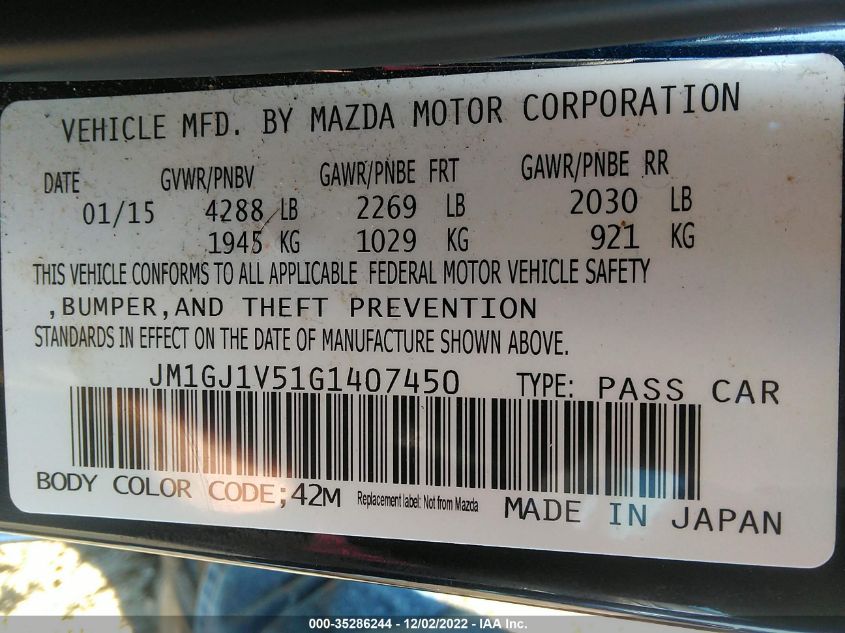 VEHICLE MFD. BY MAZDA MOTOR CORPORATION
DATE GVWR/PNBV GAWR/PNBE FRT GAWR/PNBE RR
01/15 4288 LB 2269 LB 2030 LB
1945 KG 1029 KG 921 KG
THIS VEHICLE CONFORMS TO ALL APPLICABLE FEDERAL MOTOR VEHICLE SAFETY
,BUMPER,AND THEFT PREVENTION
STANDARDS IN EFFECT ON THE DATE OF MANUFACTURE SHOWN ABOVE.
JM1GJ1V51G1407450 TYPE: PASS CAR
BODY COLOR CODE;42M Replacement label: Not from Mazda MADE IN JAPAN
000-35286244 - 12/02/2022 - IAA Inc.